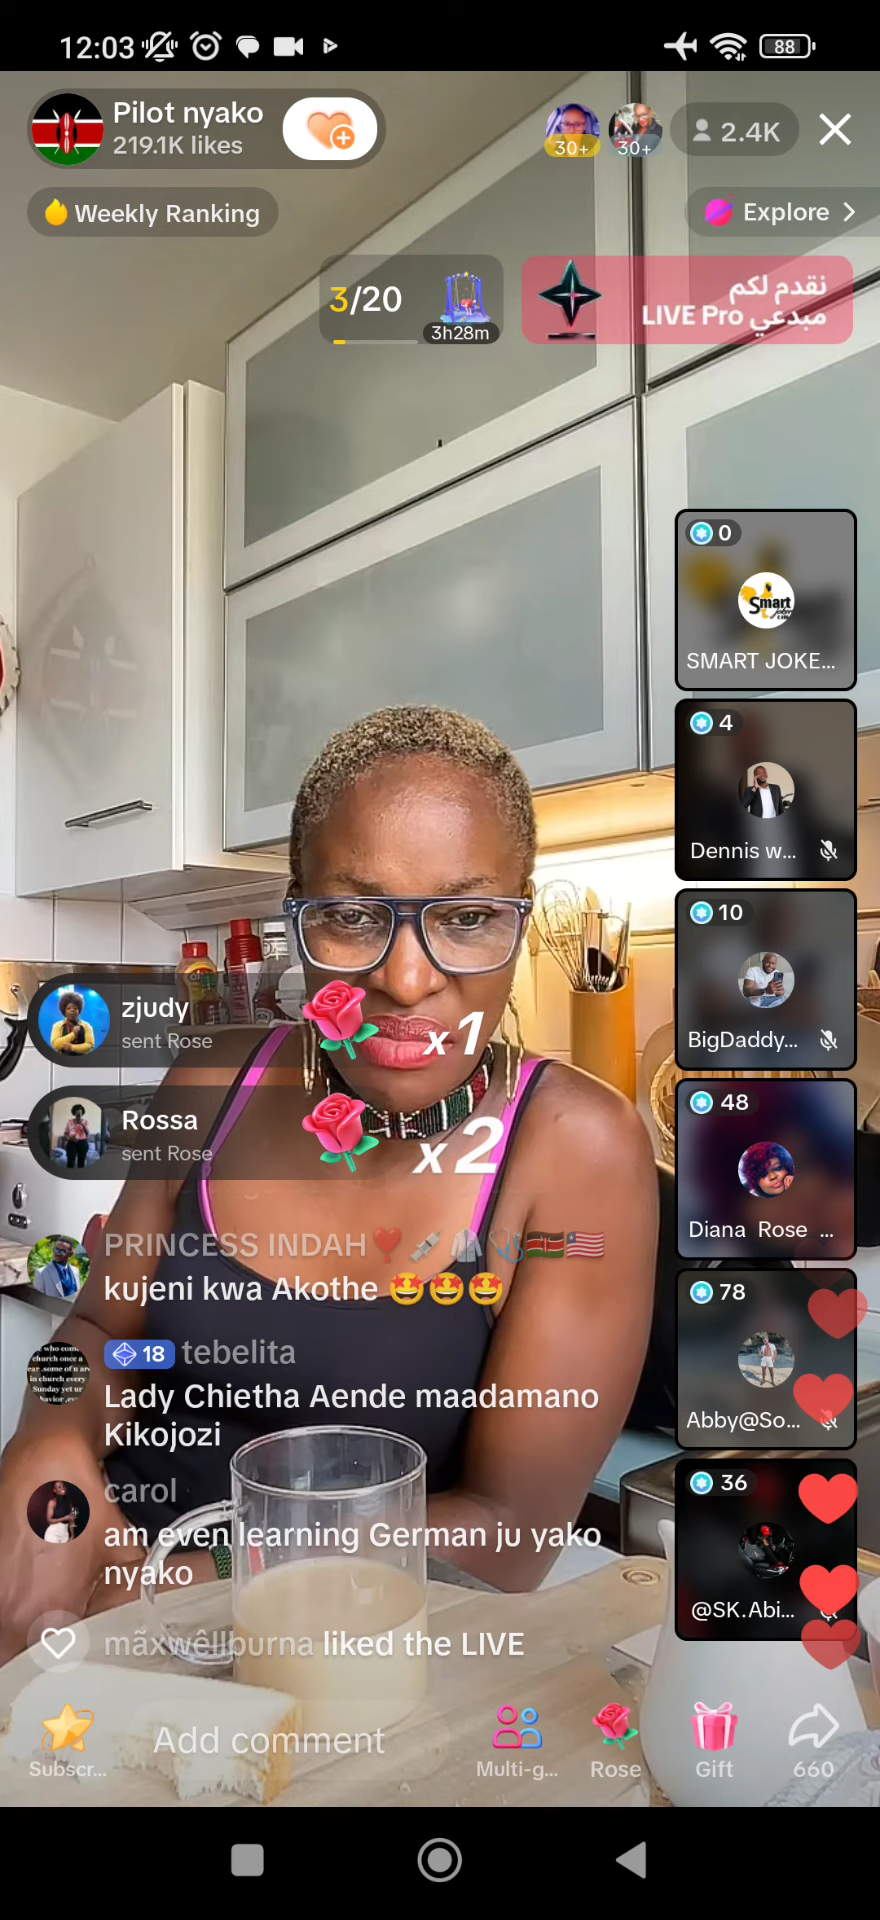 12:03
88
Pilot nyako
219.1K likes
30+
30+
2.4K
Weekly Ranking
Explore
3/20
3h28m
نقدم لكم
مبدعي LIVE Pro
0
Smart
SMART JOKE...
4
Dennis w...
10
BigDaddy...
48
Diana Rose ...
78
Abby@So...
36
@SK.Abi...
zjudy
sent Rose
x1
Rossa
sent Rose
x2
PRINCESS INDAH
kujeni kwa Akothe 🤩🤩🤩
18 tebelita
Lady Chietha Aende maadamano
Kikojozi
carol
am even learning German ju yako
nyako
mãxwêllburna liked the LIVE
Subscr...
Add comment
Multi-g...
Rose
Gift
660